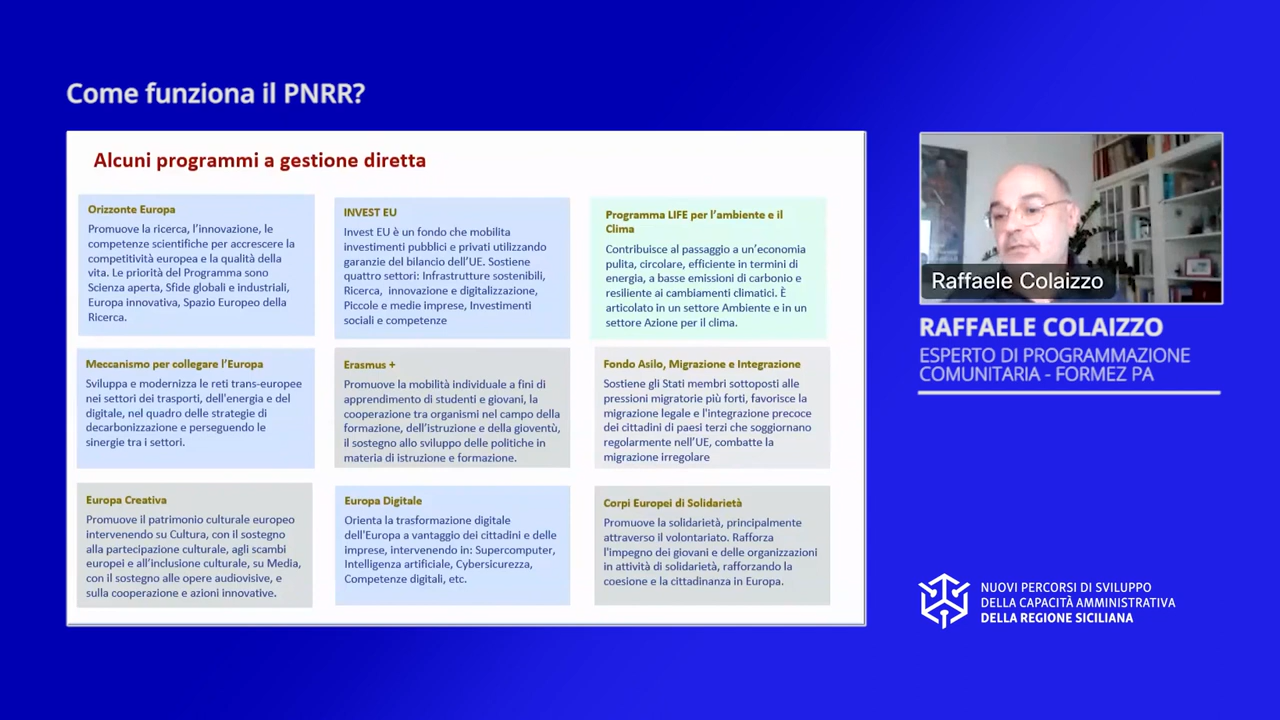 Come funziona il PNRR?
Alcuni programmi a gestione diretta
Orizzonte Europa
Promuove la ricerca, l’innovazione, le
competenze scientifiche per accrescere la
competitività europea e la qualità della
vita. Le priorità del Programma sono
Scienza aperta, Sfide globali e industriali,
Europa innovativa, Spazio Europeo della
Ricerca.
INVEST EU
Invest EU è un fondo che mobilita
investimenti pubblici e privati utilizzando
garanzie del bilancio dell’UE. Sostiene
quattro settori: Infrastrutture sostenibili,
Ricerca, innovazione e digitalizzazione,
Piccole e medie imprese, Investimenti
sociali e competenze
Programma LIFE per l’ambiente e il
Clima
Contribuisce al passaggio a un’economia
pulita, circolare, efficiente in termini di
energia, a basse emissioni di carbonio e
resiliente ai cambiamenti climatici. È
articolato in un settore Ambiente e in un
settore Azione per il clima.
Meccanismo per collegare l’Europa
Sviluppa e modernizza le reti trans-europee
nei settori dei trasporti, dell'energia e del
digitale, nel quadro delle strategie di
decarbonizzazione e perseguendo le
sinergie tra i settori.
Erasmus +
Promuove la mobilità individuale a fini di
apprendimento di studenti e giovani, la
cooperazione tra organismi nel campo della
formazione, dell’istruzione e della gioventù,
il sostegno allo sviluppo delle politiche in
materia di istruzione e formazione.
Fondo Asilo, Migrazione e Integrazione
Sostiene gli Stati membri sottoposti alle
pressioni migratorie più forti, favorisce la
migrazione legale e l'integrazione precoce
dei cittadini di paesi terzi che soggiornano
regolarmente nell’UE, combatte la
migrazione irregolare
Europa Creativa
Promuove il patrimonio culturale europeo
intervenendo su Cultura, con il sostegno
alla partecipazione culturale, agli scambi
europei e all’inclusione culturale, su Media,
con il sostegno alle opere audiovisive, e
sulla cooperazione e azioni innovative.
Europa Digitale
Orienta la trasformazione digitale
dell'Europa a vantaggio dei cittadini e delle
imprese, intervenendo in: Supercomputer,
Intelligenza artificiale, Cybersicurezza,
Competenze digitali, etc.
Corpi Europei di Solidarietà
Promuove la solidarietà, principalmente
attraverso il volontariato. Rafforza
l'impegno dei giovani e delle organizzazioni
in attività di solidarietà, rafforzando la
coesione e la cittadinanza in Europa.
Raffaele Colaizzo
RAFFAELE COLAIZZO
ESPERTO DI PROGRAMMAZIONE
COMUNITARIA - FORMEZ PA
NUOVI PERCORSI DI SVILUPPO
DELLA CAPACITÀ AMMINISTRATIVA
DELLA REGIONE SICILIANA